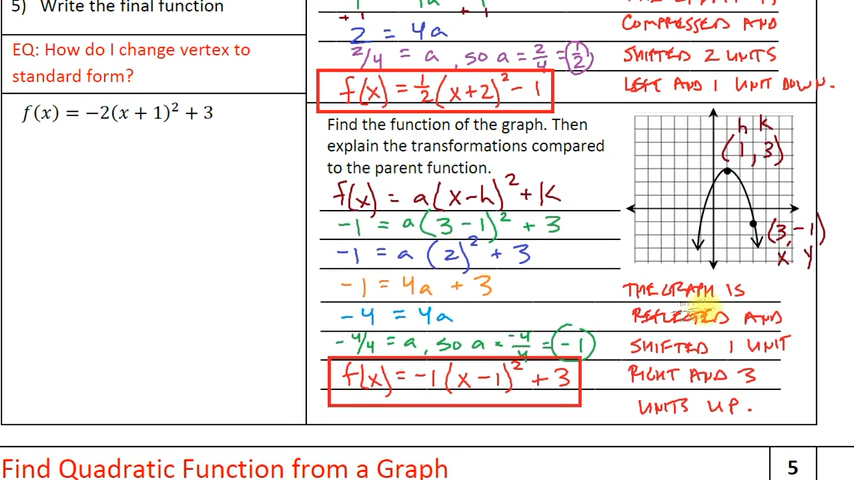 5) Write the final function
EQ: How do I change vertex to
standard form?
f(x) = −2(x + 1)² + 3
+1 +1
2 = 4a
2/4 = a, so a = 2/4 = 1/2
f(x) = 1/2 (x+2)² - 1
COMPRESSED AND
SHIFTED 2 UNITS
LEFT AND 1 UNIT DOWN.
Find the function of the graph. Then
explain the transformations compared
to the parent function.
f(x) = a(x-h)² + k
-1 = a(3-1)² + 3
-1 = a(2)² + 3
-1 = 4a + 3
-4 = 4a
-4/4 = a, so a = -4/4 = -1
f(x) = -1(x-1)² + 3
h k
(1, 3)
(3, -1)
x y
THE GRAPH IS
REFLECTED AND
SHIFTED 1 UNIT
RIGHT AND 3
UNITS UP.
Find Quadratic Function from a Graph
5